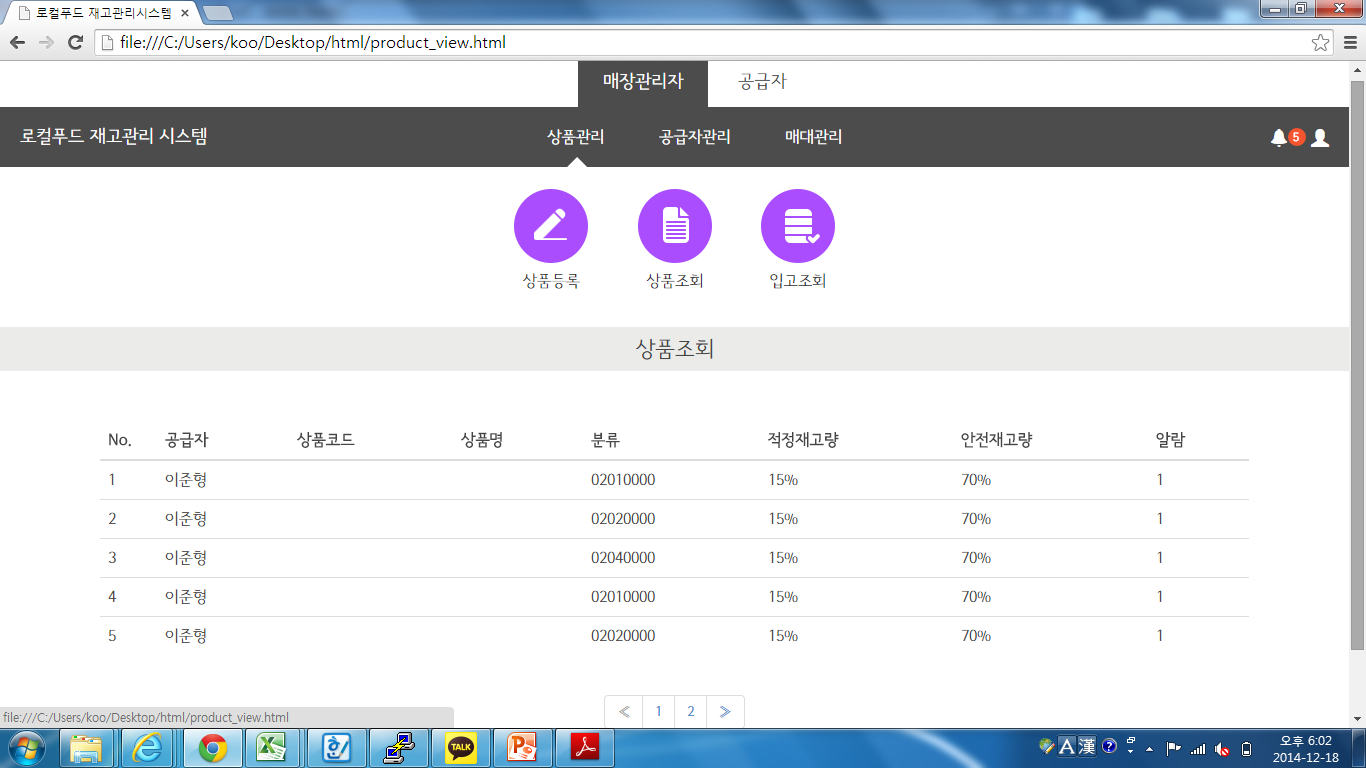 로컬푸드 재고관리시스템
file:///C:/Users/koo/Desktop/html/product_view.html
매장관리자 공급자
로컬푸드 재고관리 시스템 상품관리 공급자관리 매대관리 5
상품등록 상품조회 입고조회
상품조회
No. 공급자 상품코드 상품명 분류 적정재고량 안전재고량 알람
1 이준형 02010000 15% 70% 1
2 이준형 02020000 15% 70% 1
3 이준형 02040000 15% 70% 1
4 이준형 02010000 15% 70% 1
5 이준형 02020000 15% 70% 1
≪ 1 2 ≫
file:///C:/Users/koo/Desktop/html/product_view.html
TALK A 漢 오후 6:02
2014-12-18